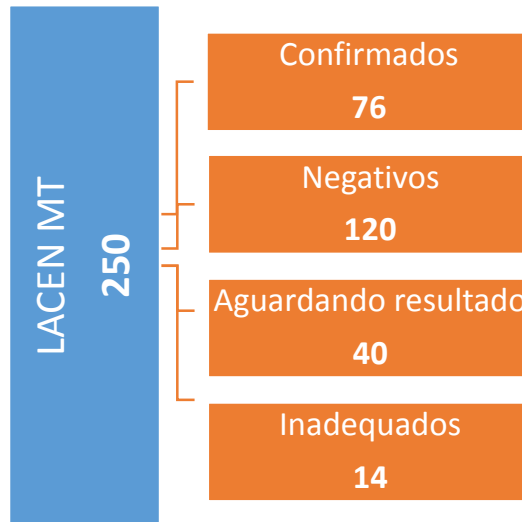 LACEN MT
250
Confirmados
76
Negativos
120
Aguardando resultado
40
Inadequados
14